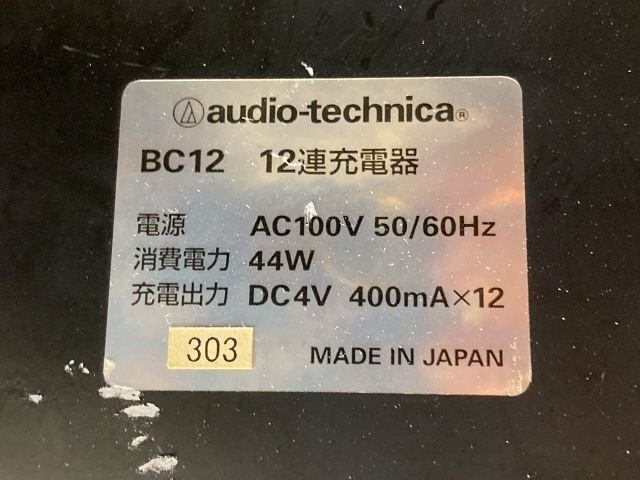 audio-technica®
BC12 12連充電器
電源 AC100V 50/60Hz
消費電力 44W
充電出力 DC4V 400mA×12
303
MADE IN JAPAN